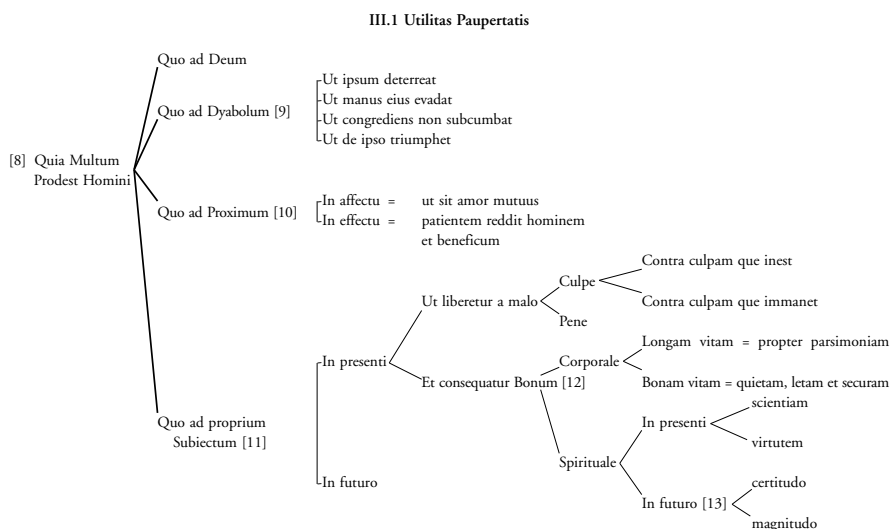 III.1 Utilitas Paupertatis
Quo ad Deum
Quo ad Dyabolum [9]
Ut ipsum deterreat
Ut manus eius evadat
Ut congrediens non subcumbat
Ut de ipso triumphet
[8] Quia Multum
Prodest Homini
Quo ad Proximum [10]
In affectu = ut sit amor mutuus
In effectu = patientem reddit hominem
et beneficum
Quo ad proprium
Subiectum [11]
In presenti
Ut liberetur a malo
Culpe
Contra culpam que inest
Contra culpam que immanet
Pene
Et consequatur Bonum [12]
Corporale
Longam vitam = propter parsimoniam
Bonam vitam = quietam, letam et securam
Spirituale
In presenti
scientiam
virtutem
In futuro [13]
certitudo
magnitudo
In futuro